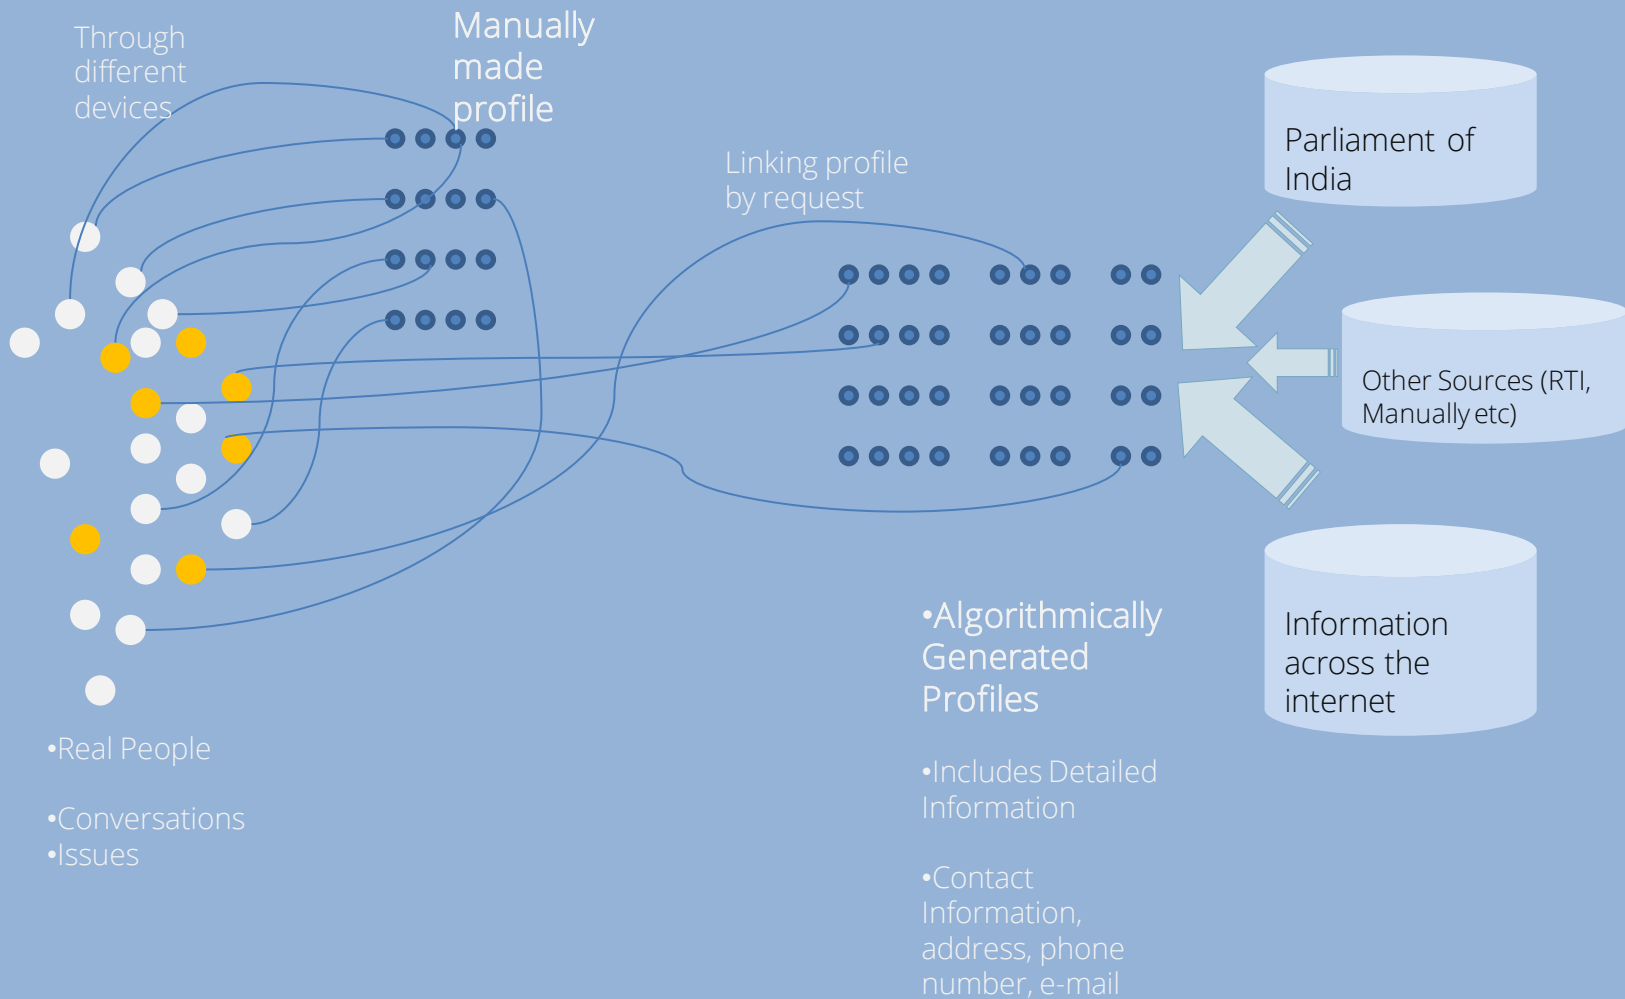 Through
different
devices
Manually
made
profile
Linking profile
by request
Parliament of
India
Other Sources (RTI,
Manually etc)
Information
across the
internet
•Algorithmically
Generated
Profiles
•Includes Detailed
Information
•Contact
Information,
address, phone
number, e-mail
•Real People
•Conversations
•Issues